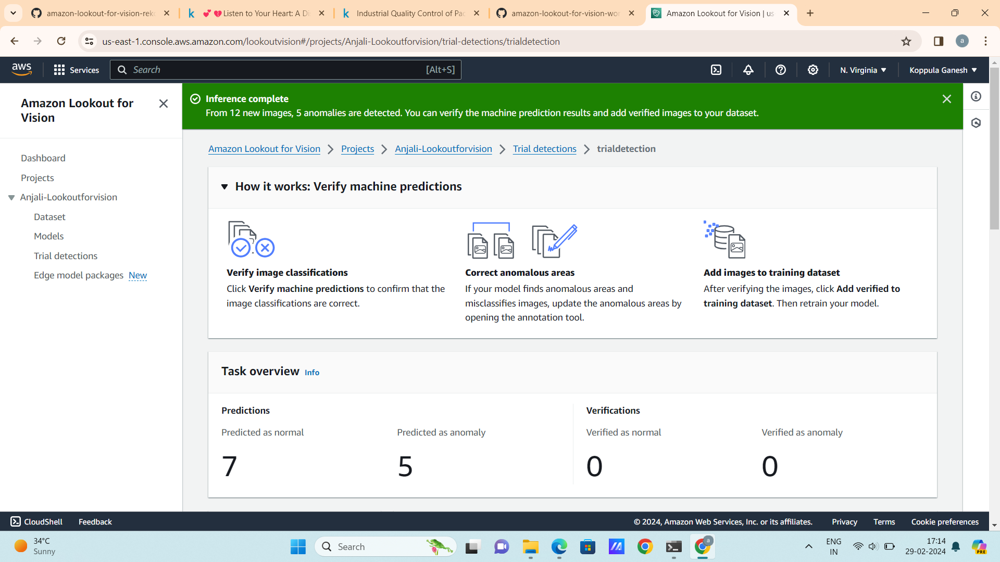 amazon-lookout-for-vision-rek
💕 💔 Listen to Your Heart: A Di
Industrial Quality Control of Pac
amazon-lookout-for-vision-wor
Amazon Lookout for Vision | us-
us-east-1.console.aws.amazon.com/lookoutvision#/projects/Anjali-Lookoutforvision/trial-detections/trialdetection
a
aws
Services
Search
[Alt+S]
N. Virginia
Koppula Ganesh
Amazon Lookout for
Vision
Dashboard
Projects
Anjali-Lookoutforvision
Dataset
Models
Trial detections
Edge model packages New
Inference complete
From 12 new images, 5 anomalies are detected. You can verify the machine prediction results and add verified images to your dataset.
Amazon Lookout for Vision
Projects
Anjali-Lookoutforvision
Trial detections
trialdetection
How it works: Verify machine predictions
Verify image classifications
Click Verify machine predictions to confirm that the
image classifications are correct.
Correct anomalous areas
If your model finds anomalous areas and
misclassifies images, update the anomalous areas by
opening the annotation tool.
Add images to training dataset
After verifying the images, click Add verified to
training dataset. Then retrain your model.
Task overview Info
Predictions
Predicted as normal
7
Predicted as anomaly
5
Verifications
Verified as normal
0
Verified as anomaly
0
CloudShell
Feedback
© 2024, Amazon Web Services, Inc. or its affiliates.
Privacy
Terms
Cookie preferences
34°C
Sunny
Search
a
ENG
IN
17:14
29-02-2024
PRE